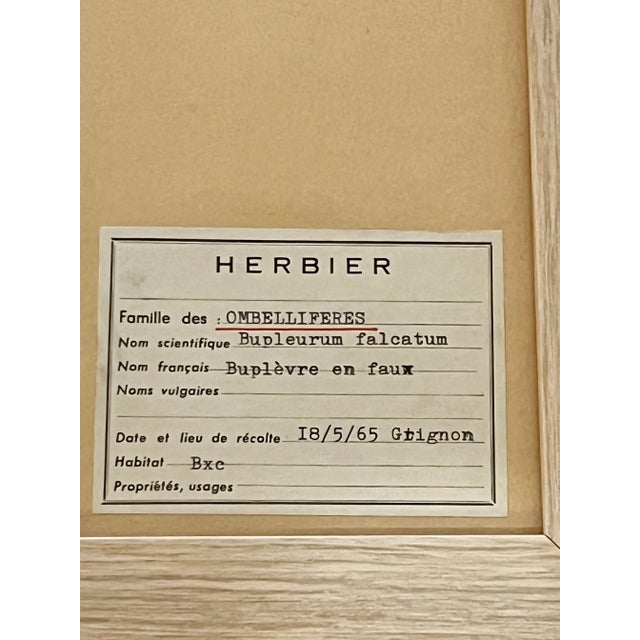 HERBIER
Famille des : OMBELLIFERES
Nom scientifique Bupleurum falcatum
Nom français Buplèvre en faux
Noms vulgaires
Date et lieu de récolte I8/5/65 Grignon
Habitat Bxc
Propriétés, usages